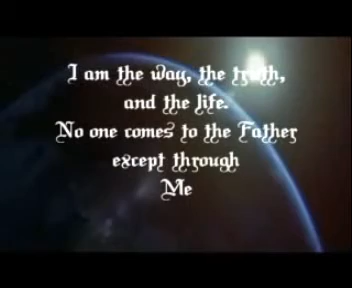 I am the way, the truth,
and the life.
No one comes to the Father
except through
Me